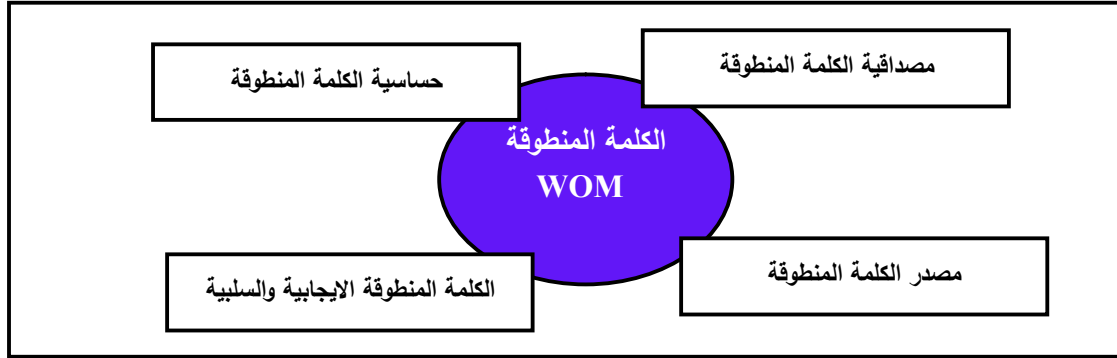 مصداقية الكلمة المنطوقة
حساسية الكلمة المنطوقة
الكلمة المنطوقة
WOM
مصدر الكلمة المنطوقة
الكلمة المنطوقة الايجابية والسلبية